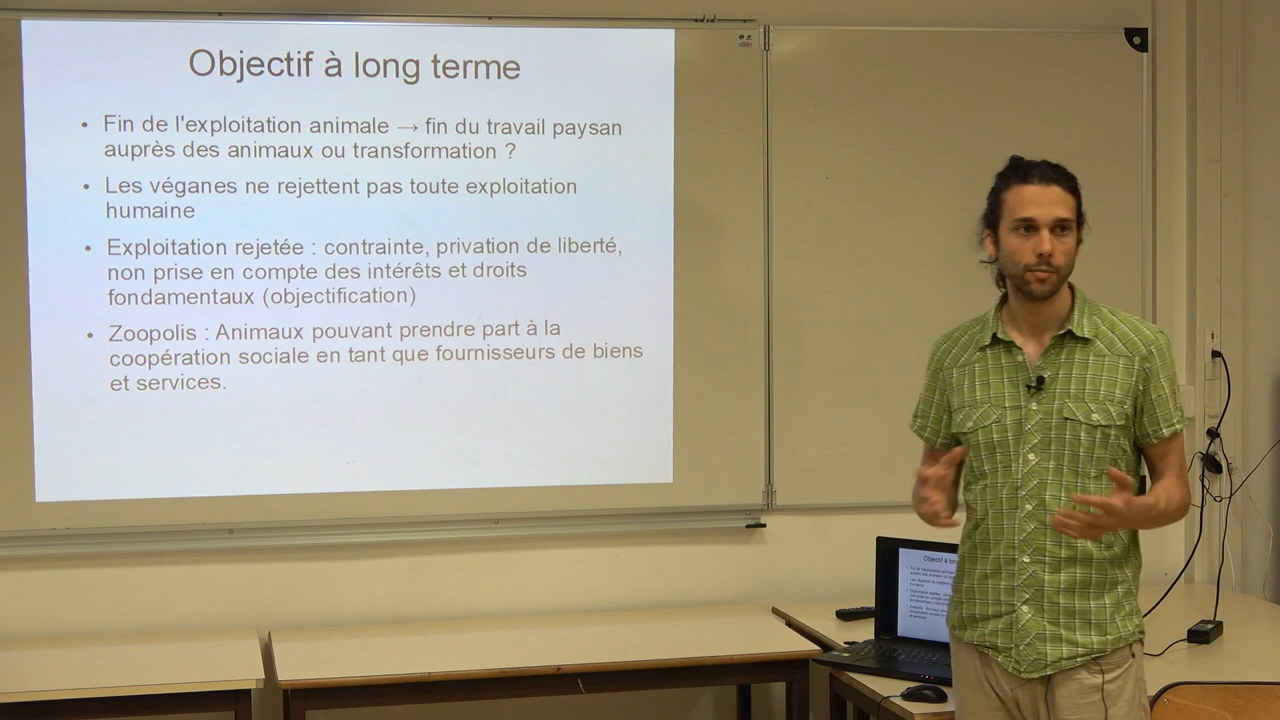 Objectif à long terme
• Fin de l'exploitation animale → fin du travail paysan
auprès des animaux ou transformation ?
• Les véganes ne rejettent pas toute exploitation
humaine
• Exploitation rejetée : contrainte, privation de liberté,
non prise en compte des intérêts et droits
fondamentaux (objectification)
• Zoopolis : Animaux pouvant prendre part à la
coopération sociale en tant que fournisseurs de biens
et services.
Objectif à lon